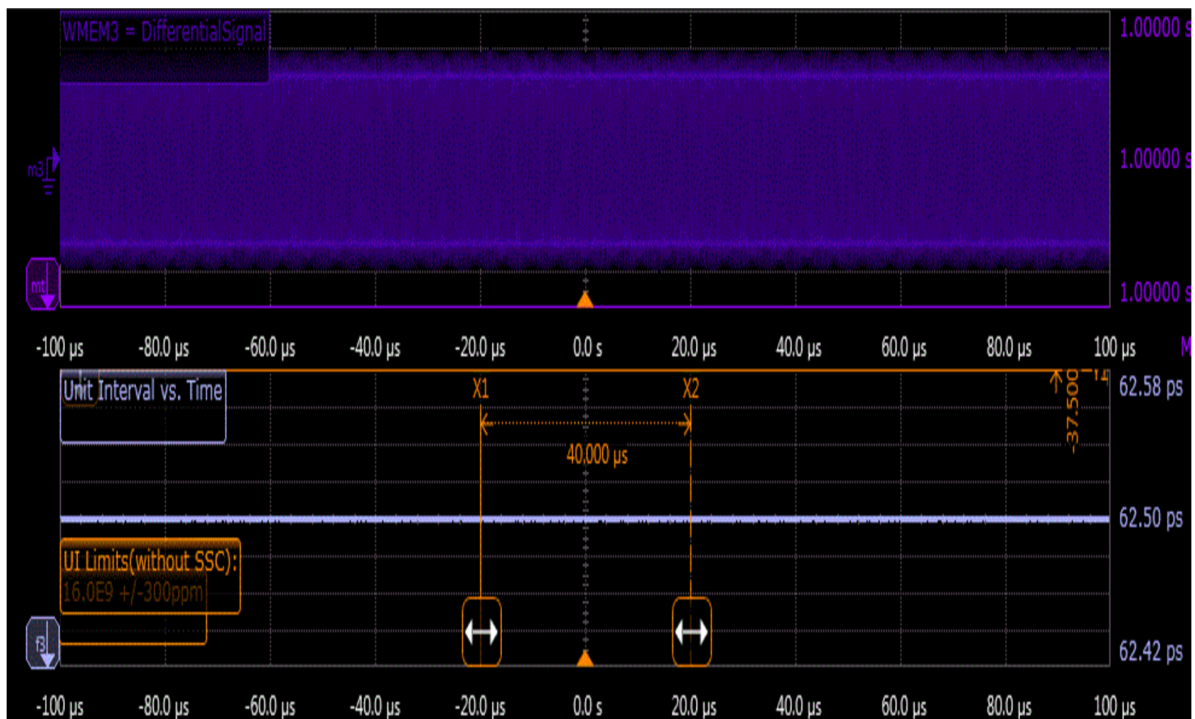 WMEM3 = DifferentialSignal
1.00000 s
m3
1.00000 s
mt
1.00000 s
-100 µs -80.0 µs -60.0 µs -40.0 µs -20.0 µs 0.0 s 20.0 µs 40.0 µs 60.0 µs 80.0 µs 100 µs M
Unit Interval vs. Time
X1 X2
-37.500
Y1
62.58 ps
40.000 µs
62.50 ps
UI Limits(without SSC):
16.0E9 +/-300ppm
f3
62.42 ps
-100 µs -80.0 µs -60.0 µs -40.0 µs -20.0 µs 0.0 s 20.0 µs 40.0 µs 60.0 µs 80.0 µs 100 µs